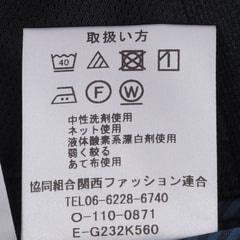 取扱い方
40
F W
中性洗剤使用
ネット使用
液体酸素系漂白剤使用
弱く絞る
あて布使用
協同組合関西ファッション連合
TEL06-6228-6740
O-110-0871
E-G232K560